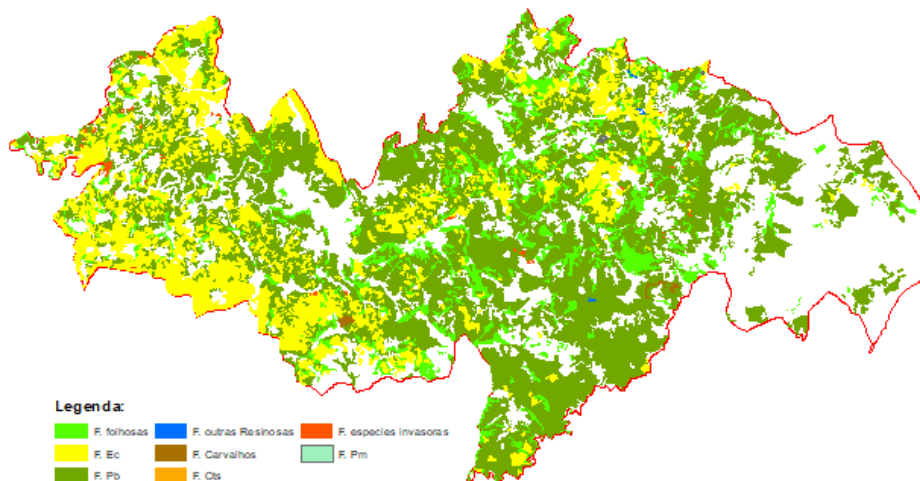 Legenda:
F. folhosas
F. outras Resinosas
F. especies invasoras
F. Ec
F. Carvalhos
F. Pm
F. Pb
F. Cts